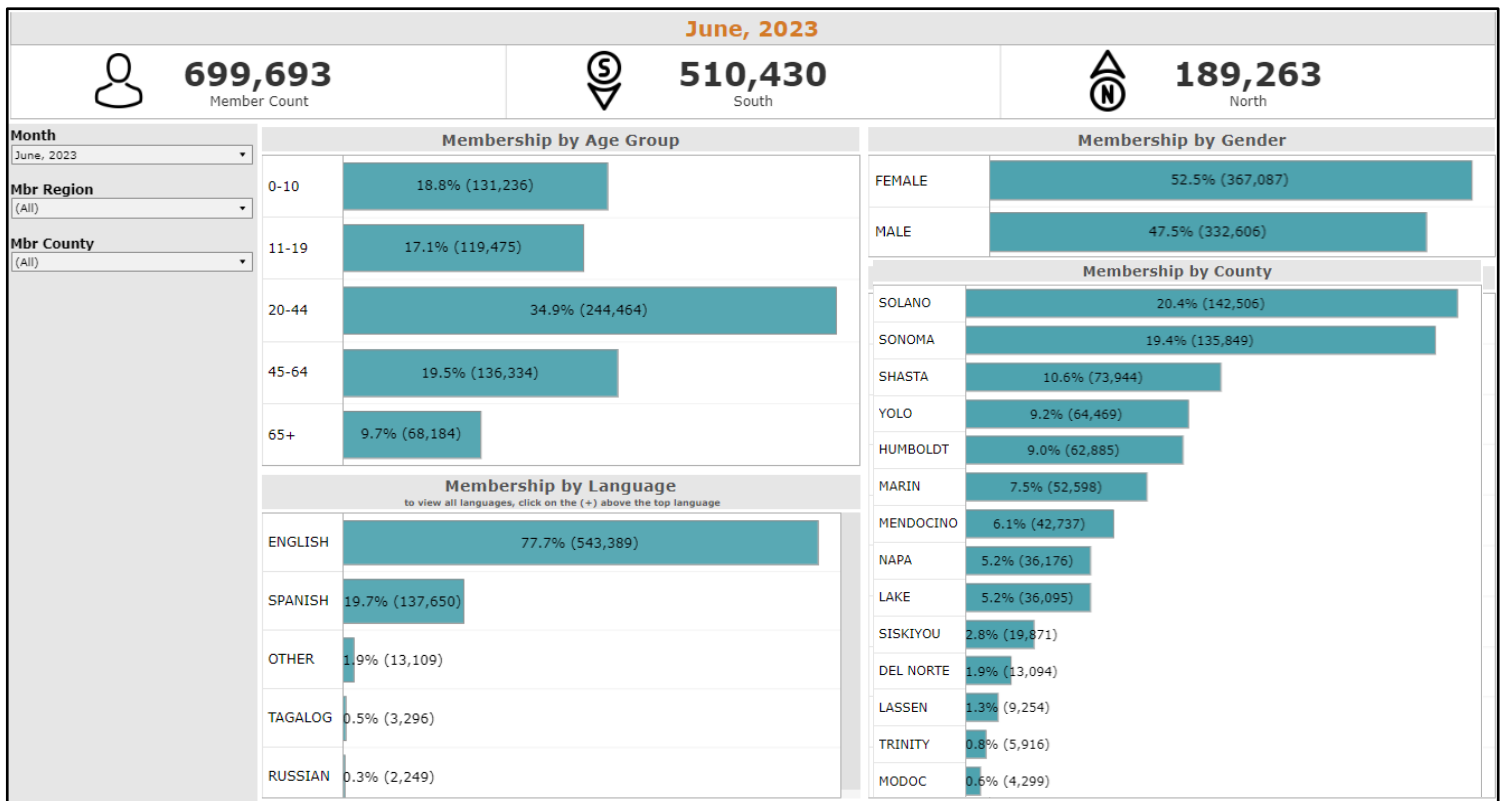 June, 2023
699,693
Member Count
S
510,430
South
N
189,263
North
Month
June, 2023
Mbr Region
(All)
Mbr County
(All)
Membership by Age Group
0-10 18.8% (131,236)
11-19 17.1% (119,475)
20-44 34.9% (244,464)
45-64 19.5% (136,334)
65+ 9.7% (68,184)
Membership by Language
to view all languages, click on the (+) above the top language
ENGLISH 77.7% (543,389)
SPANISH 19.7% (137,650)
OTHER 1.9% (13,109)
TAGALOG 0.5% (3,296)
RUSSIAN 0.3% (2,249)
Membership by Gender
FEMALE 52.5% (367,087)
MALE 47.5% (332,606)
Membership by County
SOLANO 20.4% (142,506)
SONOMA 19.4% (135,849)
SHASTA 10.6% (73,944)
YOLO 9.2% (64,469)
HUMBOLDT 9.0% (62,885)
MARIN 7.5% (52,598)
MENDOCINO 6.1% (42,737)
NAPA 5.2% (36,176)
LAKE 5.2% (36,095)
SISKIYOU 2.8% (19,871)
DEL NORTE 1.9% (13,094)
LASSEN 1.3% (9,254)
TRINITY 0.8% (5,916)
MODOC 0.6% (4,299)